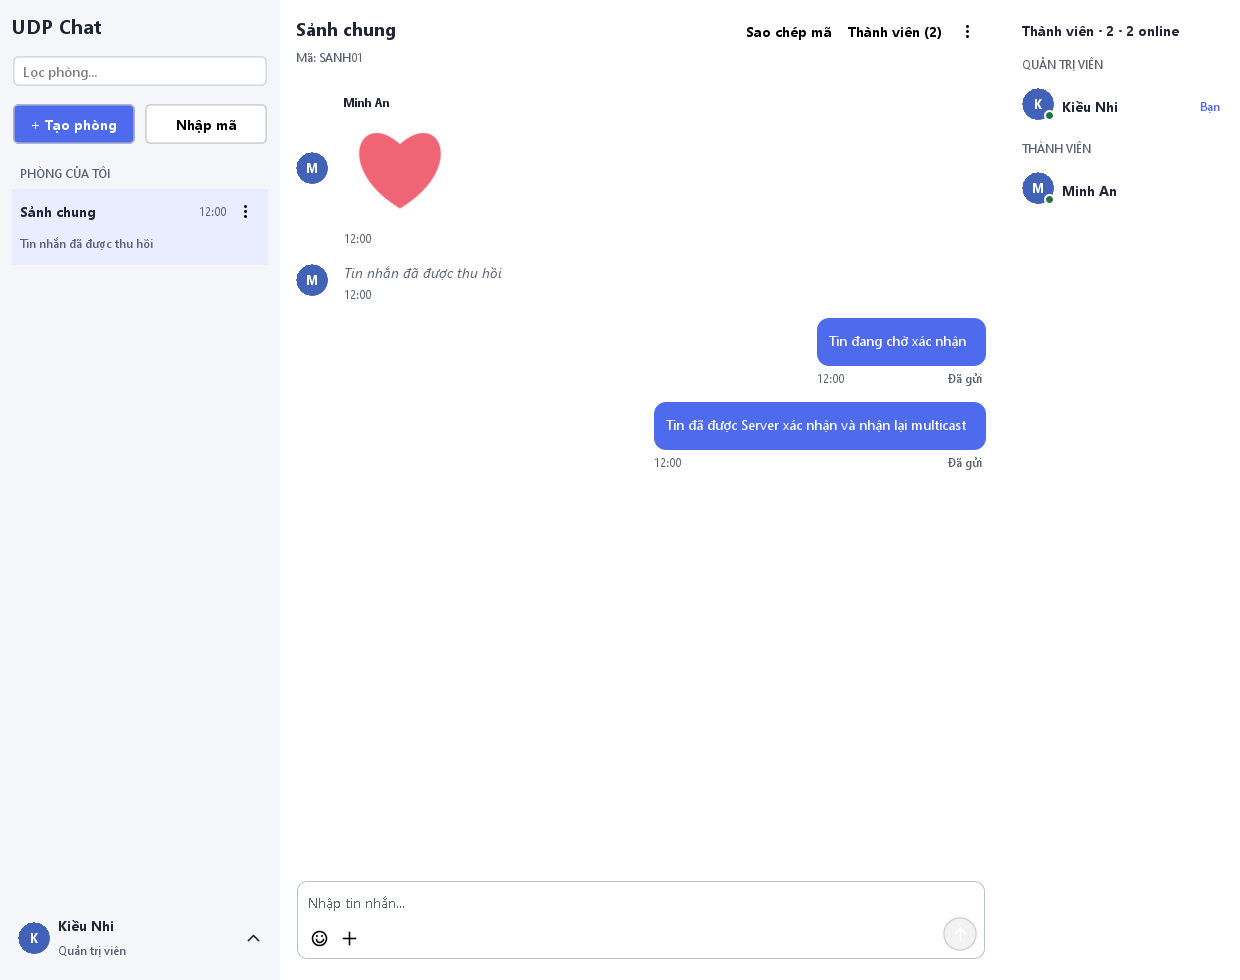 UDP Chat
Lọc phòng...
+ Tạo phòng
Nhập mã
PHÒNG CỦA TÔI
Sảnh chung
12:00
Tin nhắn đã được thu hồi
Kiều Nhi
K
Quản trị viên
Sảnh chung
Mã: SANH01
Sao chép mã
Thành viên (2)
Minh An
M
12:00
M
Tin nhắn đã được thu hồi
12:00
Tin đang chờ xác nhận
12:00
Đã gửi
Tin đã được Server xác nhận và nhận lại multicast
12:00
Đã gửi
Nhập tin nhắn...
Thành viên - 2 - 2 online
QUẢN TRỊ VIÊN
K
Kiều Nhi
Bạn
THÀNH VIÊN
M
Minh An